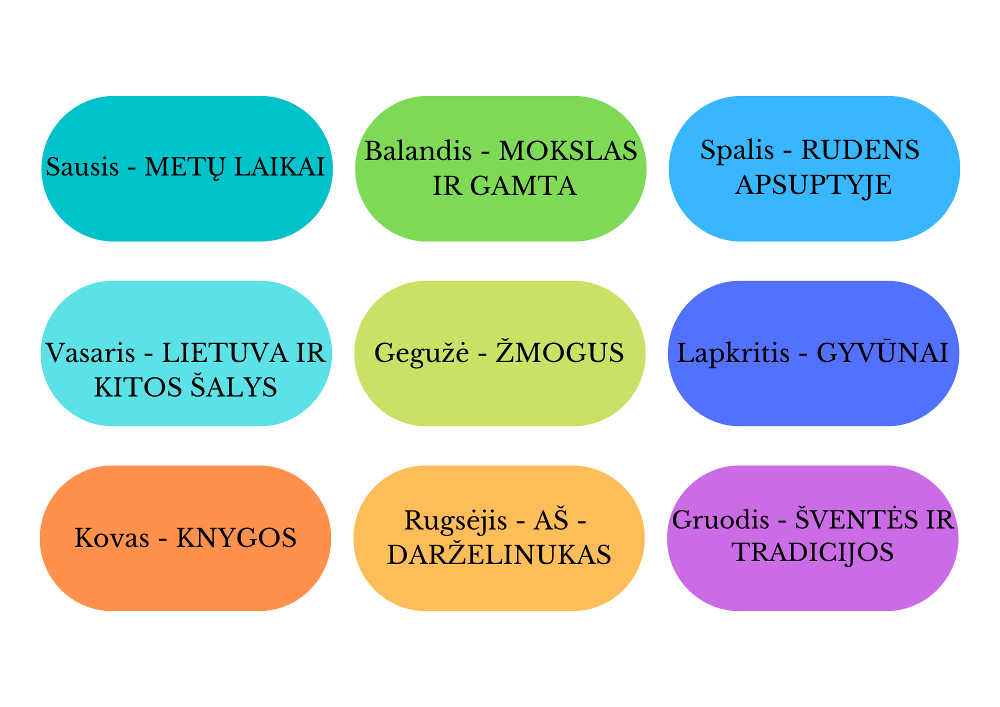 Sausis - METŲ LAIKAI
Balandis - MOKSLAS
IR GAMTA
Spalis - RUDENS
APSUPTYJE
Vasaris - LIETUVA IR
KITOS ŠALYS
Gegužė - ŽMOGUS
Lapkritis - GYVŪNAI
Kovas - KNYGOS
Rugsėjis - AŠ -
DARŽELINUKAS
Gruodis - ŠVENTĖS IR
TRADICIJOS